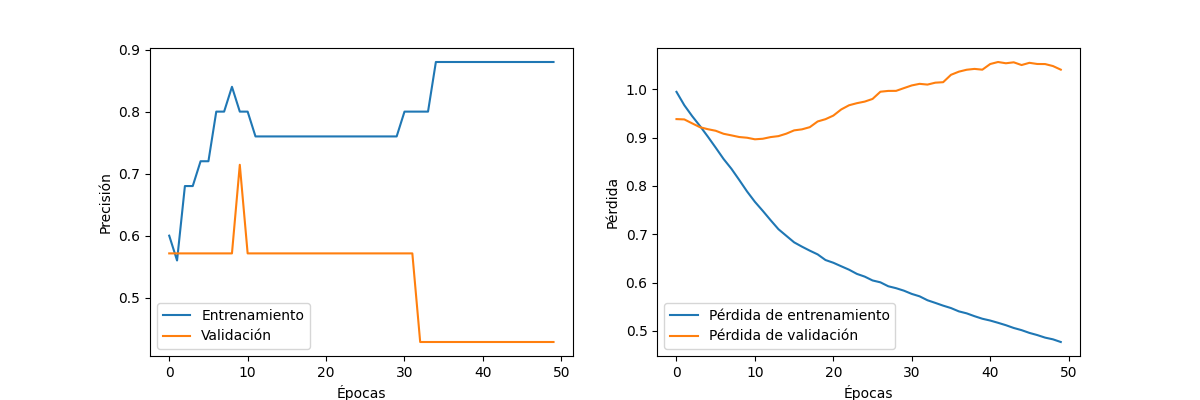 0.9
0.8
0.7
0.6
0.5
Precisión
0 10 20 30 40 50
Épocas
Entrenamiento
Validación
1.0
0.9
0.8
0.7
0.6
0.5
Pérdida
0 10 20 30 40 50
Épocas
Pérdida de entrenamiento
Pérdida de validación